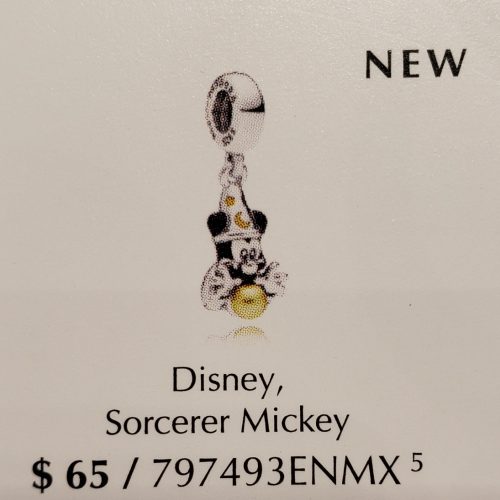 NEW
Disney,
Sorcerer Mickey
$ 65 / 797493ENMX 5